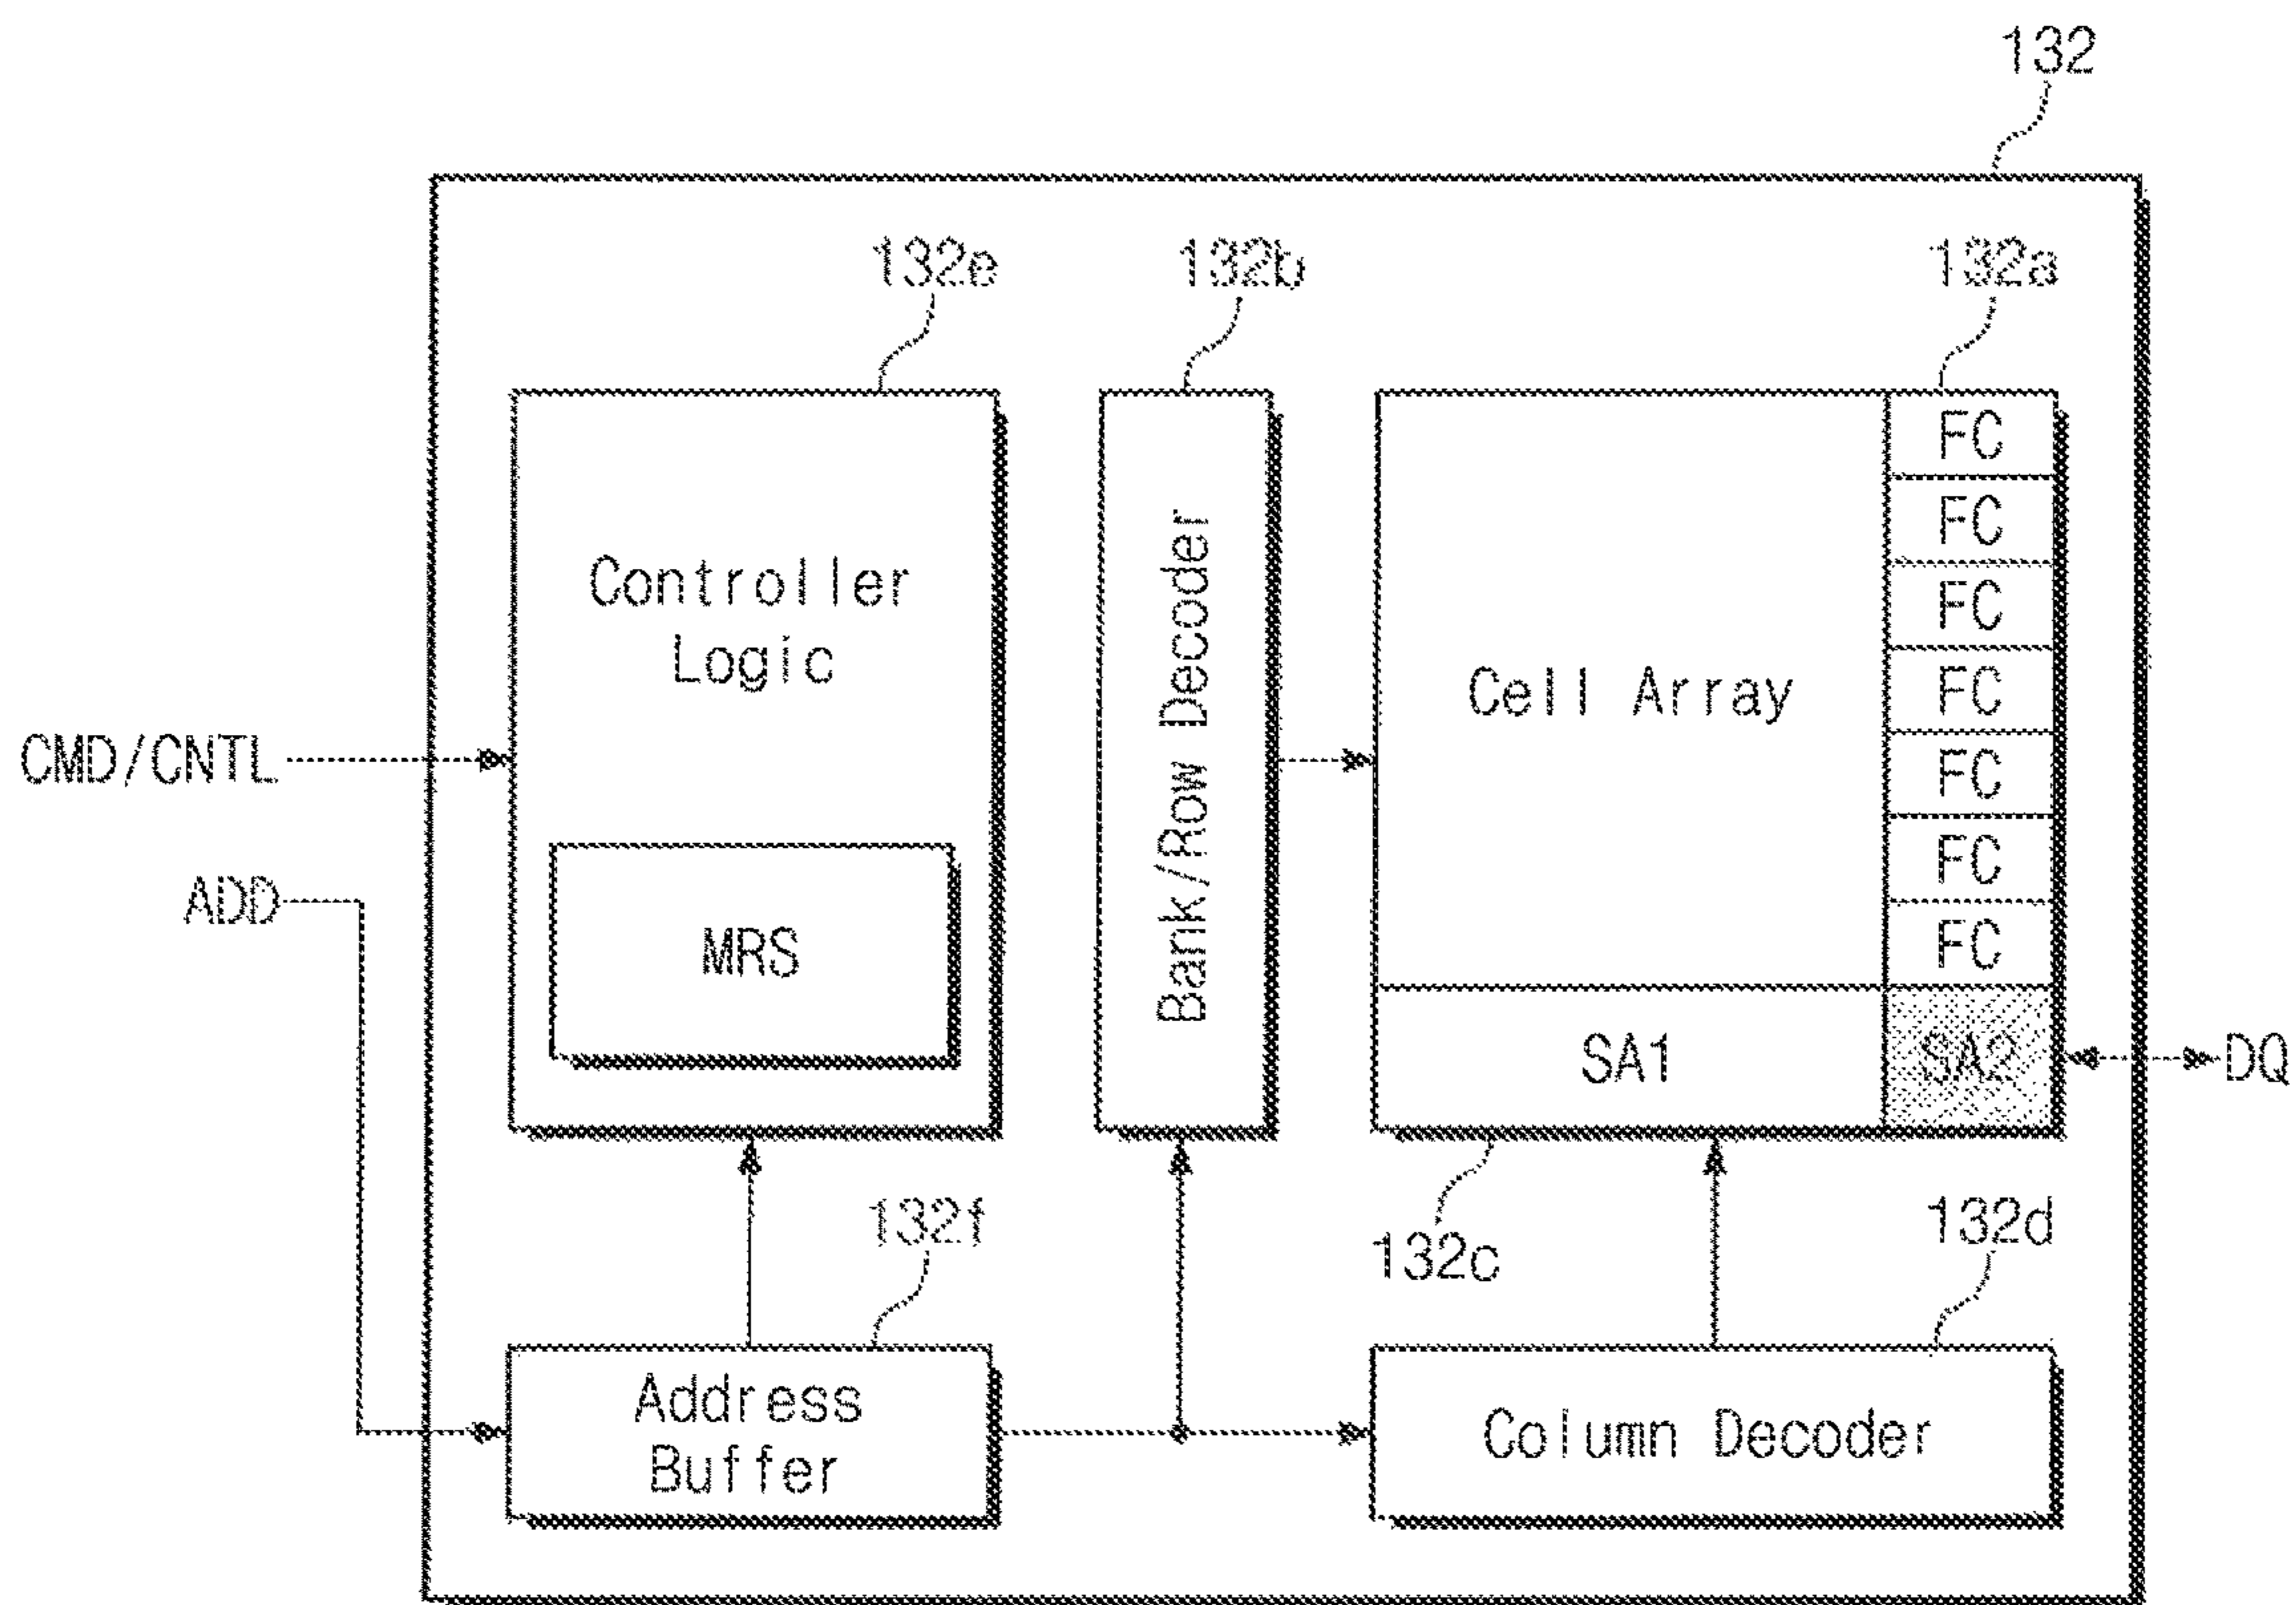 132
132e
132b
132a
Controller
Logic
MRS
Bank/Row Decoder
Cell Array
FC
FC
FC
FC
FC
FC
FC
SA1
SA2
CMD/CNTL
ADD
DQ
132f
132c
132d
Address
Buffer
Column Decoder